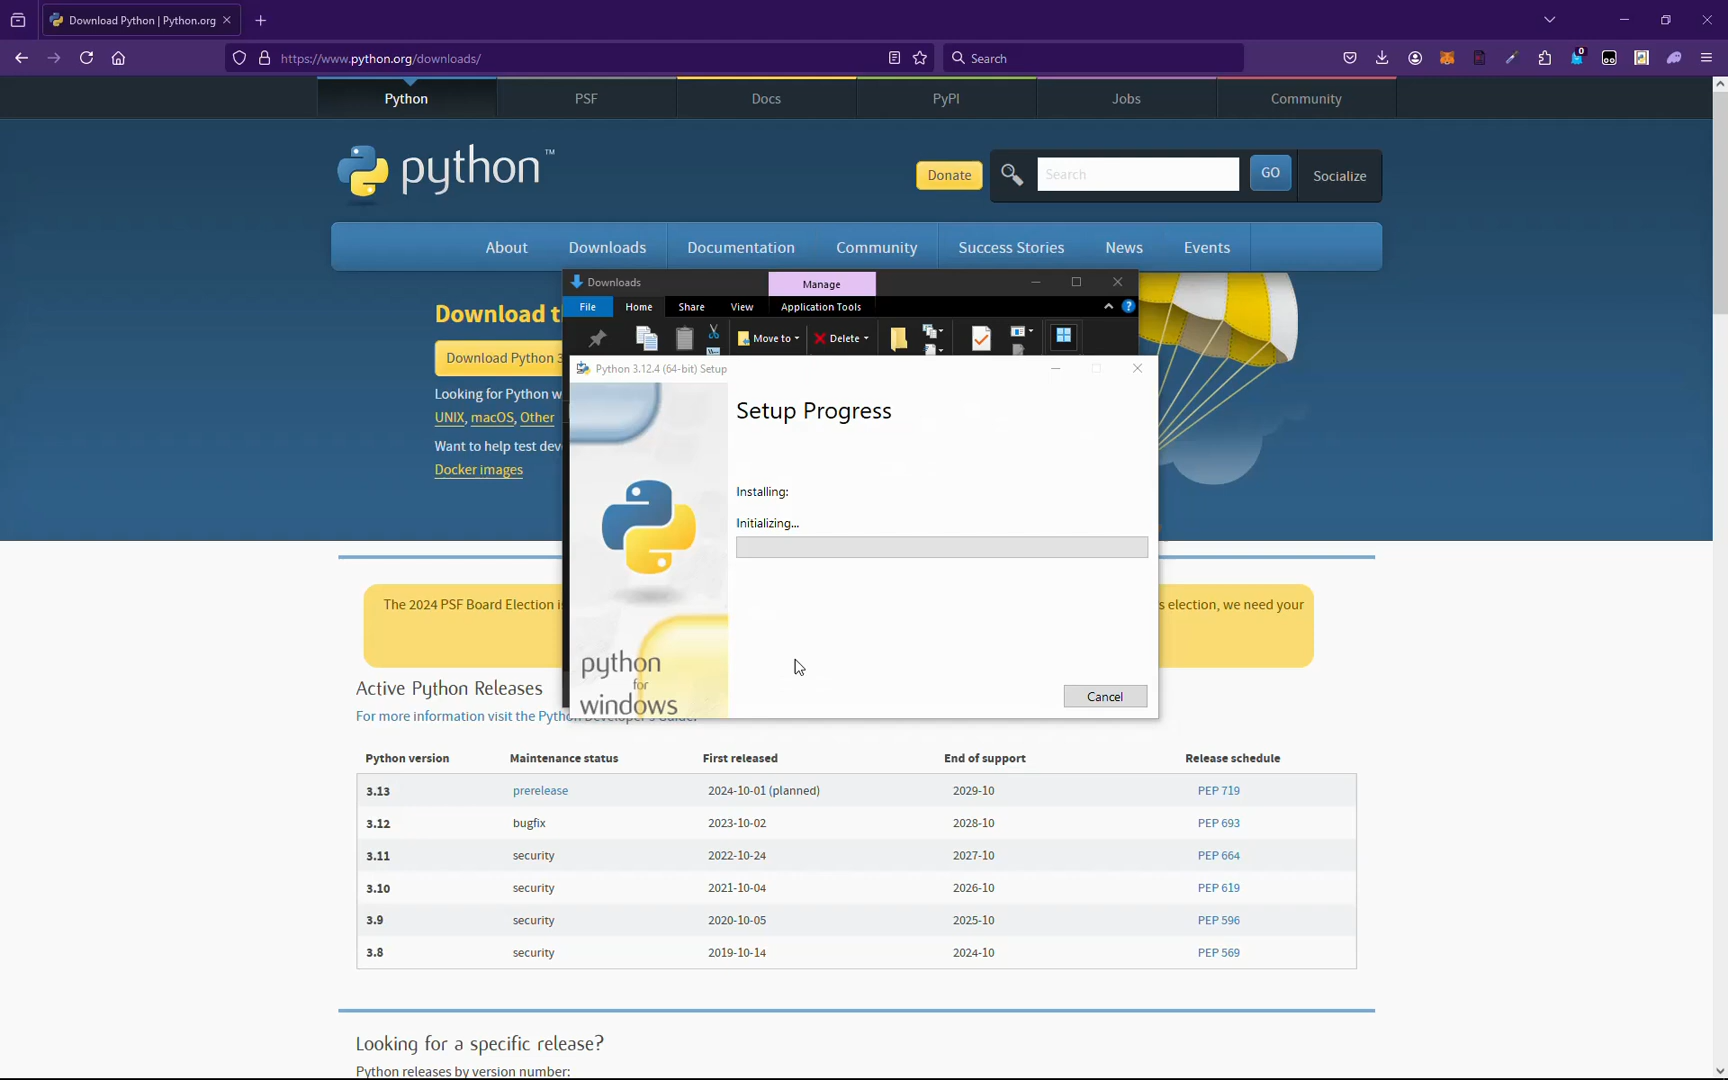 Download Python | Python.org
https://www.python.org/downloads/
Search
0
Python
PSF
Docs
PyPI
Jobs
Community
python™
Donate
Search
GO
Socialize
About
Downloads
Documentation
Community
Success Stories
News
Events
Download t
Download Python 3
Looking for Python w
UNIX, macOS, Other
Want to help test dev
Docker images
Downloads
Manage
File
Home
Share
View
Application Tools
Move to
Delete
Python 3.12.4 (64-bit) Setup
Setup Progress
Installing:
Initializing...
python
for
windows
Cancel
The 2024 PSF Board Election i
s election, we need your
Active Python Releases
For more information visit the Python Developer's Guide.
Python version Maintenance status First released End of support Release schedule
3.13 prerelease 2024-10-01 (planned) 2029-10 PEP 719
3.12 bugfix 2023-10-02 2028-10 PEP 693
3.11 security 2022-10-24 2027-10 PEP 664
3.10 security 2021-10-04 2026-10 PEP 619
3.9 security 2020-10-05 2025-10 PEP 596
3.8 security 2019-10-14 2024-10 PEP 569
Looking for a specific release?
Python releases by version number: